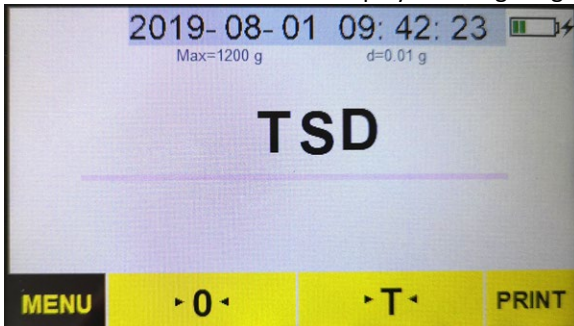 2019-08-01 09:42:23
Max=1200 g d=0.01 g
TSD
MENU ▸0◂ ▸T◂ PRINT